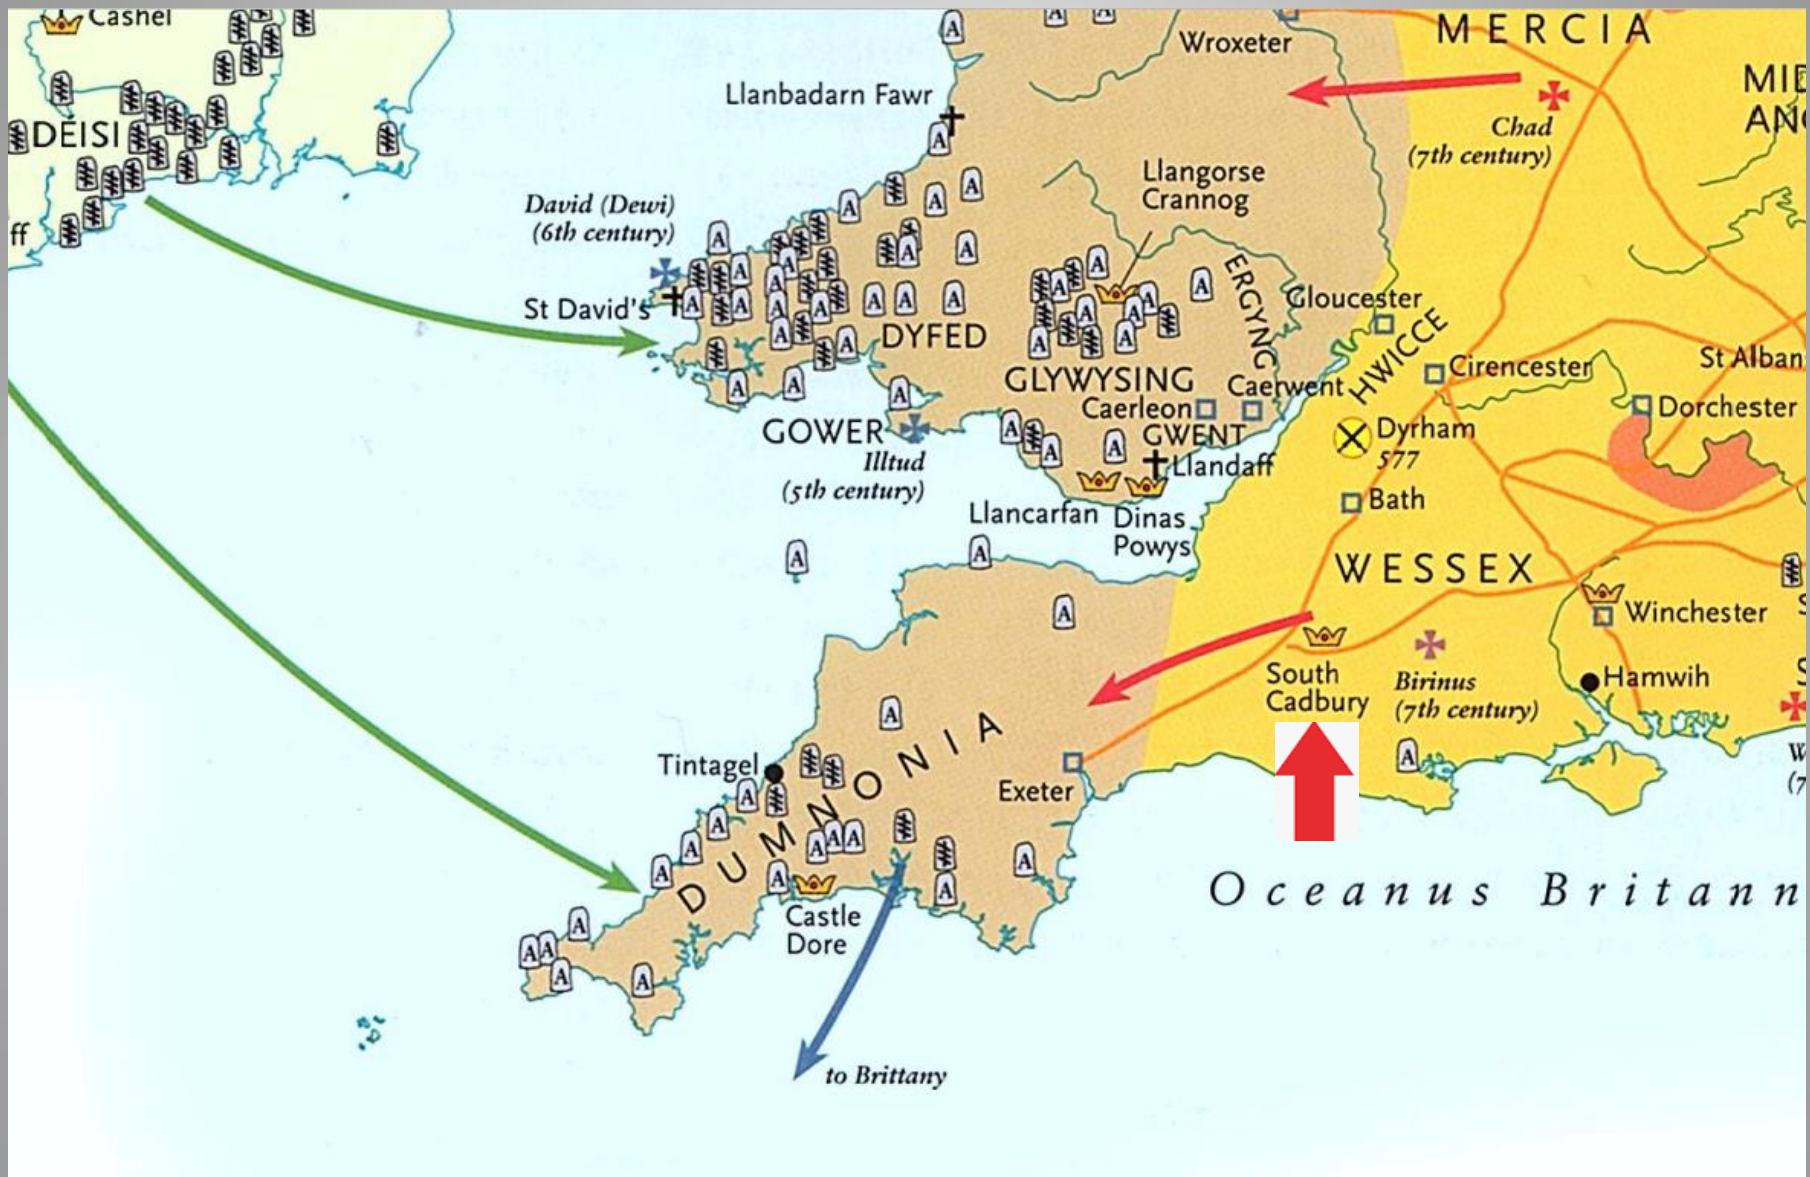 Cashel
MERCIA
Wroxeter
Llanbadarn Fawr
DEISI
Chad
(7th century)
Llangorse
Crannog
David (Dewi)
(6th century)
ff
St David's
ERGYNG
Gloucester
DYFED
HWICCE
GLYWYSING
Cirencester
St Alban
Caerwent
Caerleon
Dorchester
GOWER
GWENT
Dyrham
577
Illtud
(5th century)
Llandaff
Bath
Llancarfan
Dinas
Powys
WESSEX
Winchester
South
Cadbury
Birinus
(7th century)
Hamwih
DUMNONIA
Tintagel
Exeter
Castle
Dore
Oceanus Britann
to Brittany